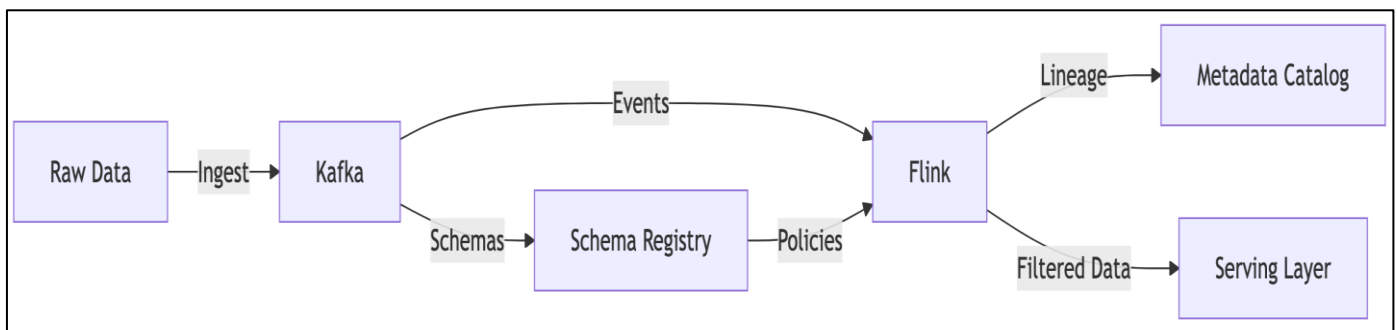 Raw Data
Ingest
Kafka
Events
Schemas
Schema Registry
Policies
Flink
Lineage
Metadata Catalog
Filtered Data
Serving Layer